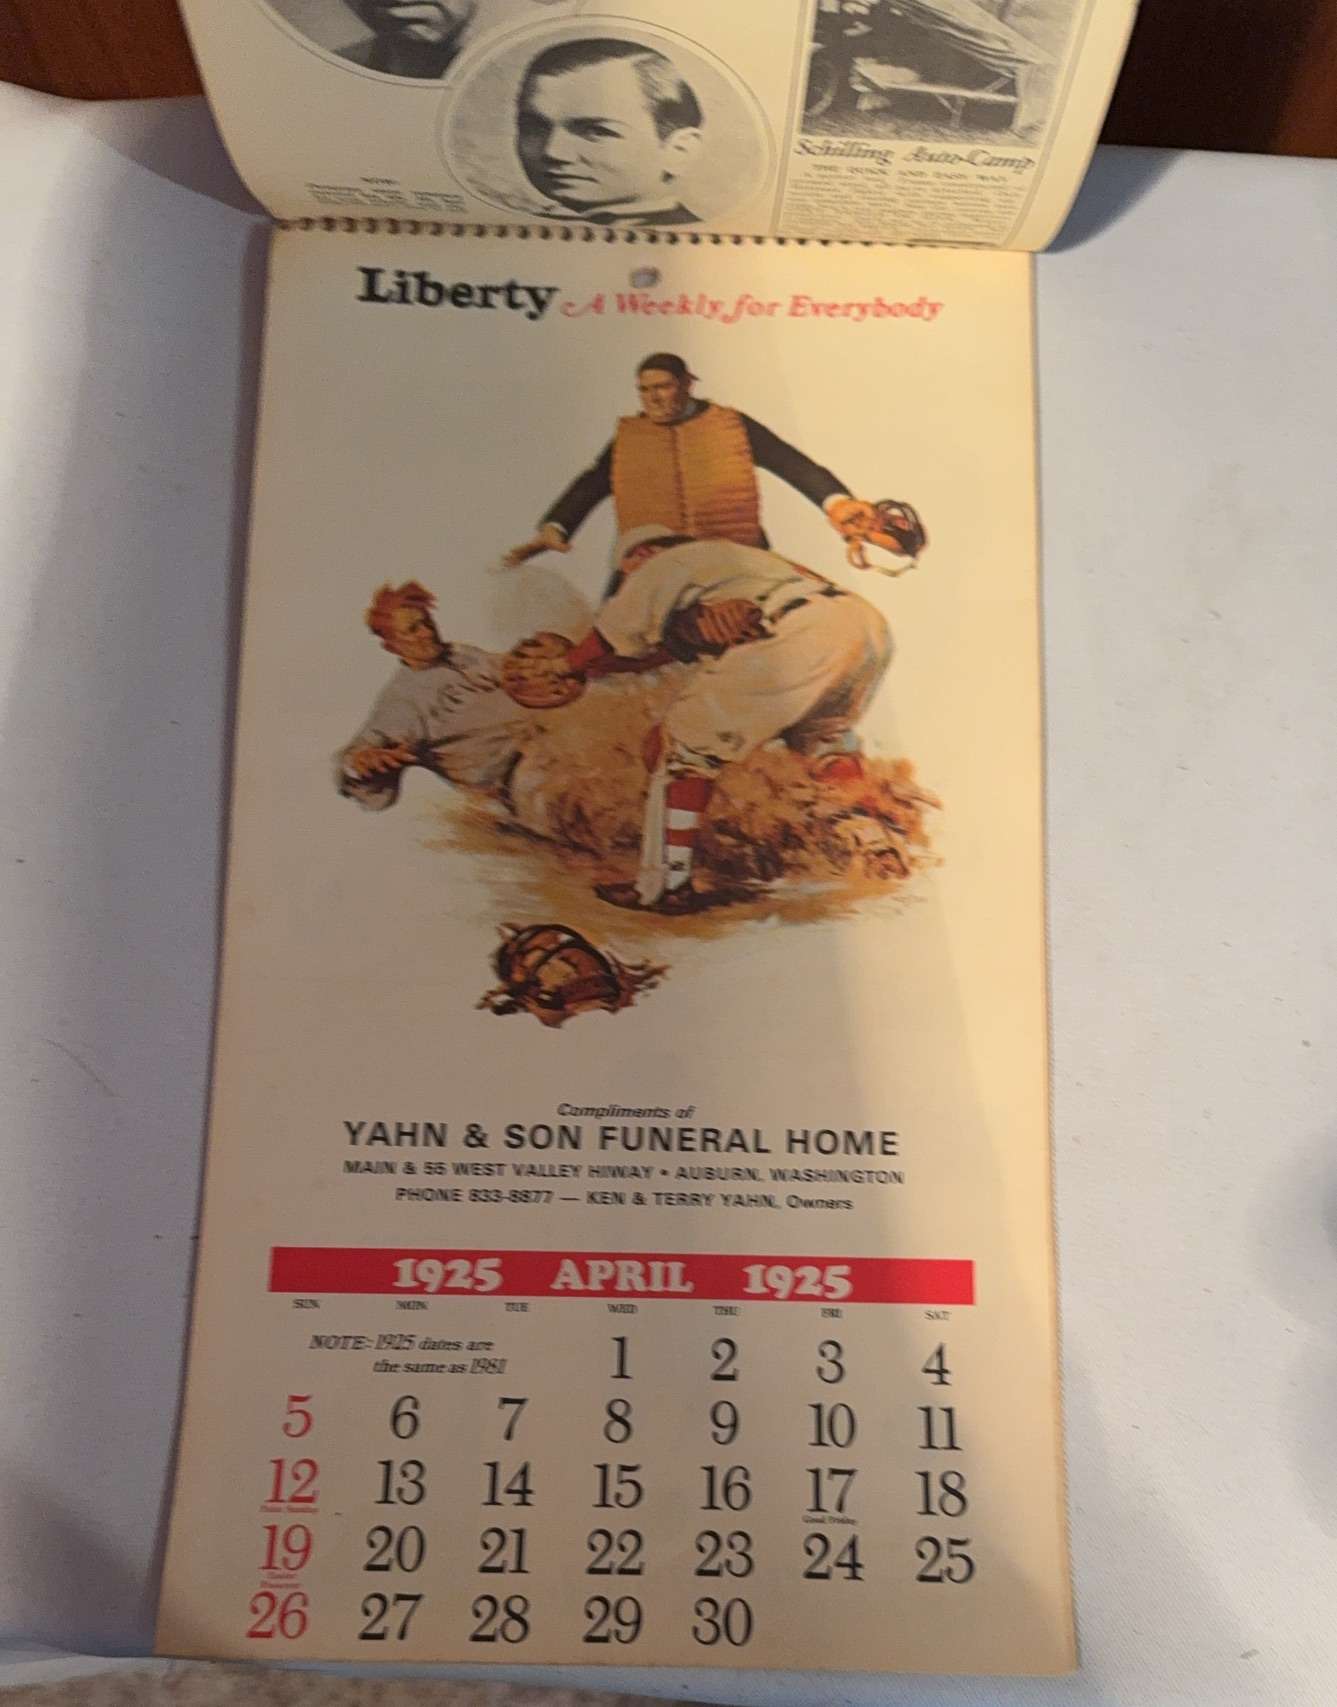 Schilling Auto-Camp
Liberty A Weekly for Everybody
Compliments of
YAHN & SON FUNERAL HOME
MAIN & 55 WEST VALLEY HIWAY • AUBURN, WASHINGTON
PHONE 833-8877 — KEN & TERRY YAHN, Owners
1925 APRIL 1925
SUN MON TUE WED THU FRI SAT
NOTE: 1925 dates are
the same as 1981
1 2 3 4
5 6 7 8 9 10 11
12 13 14 15 16 17 18
Palm Sunday Good Friday
19 20 21 22 23 24 25
Easter
Passover
26 27 28 29 30